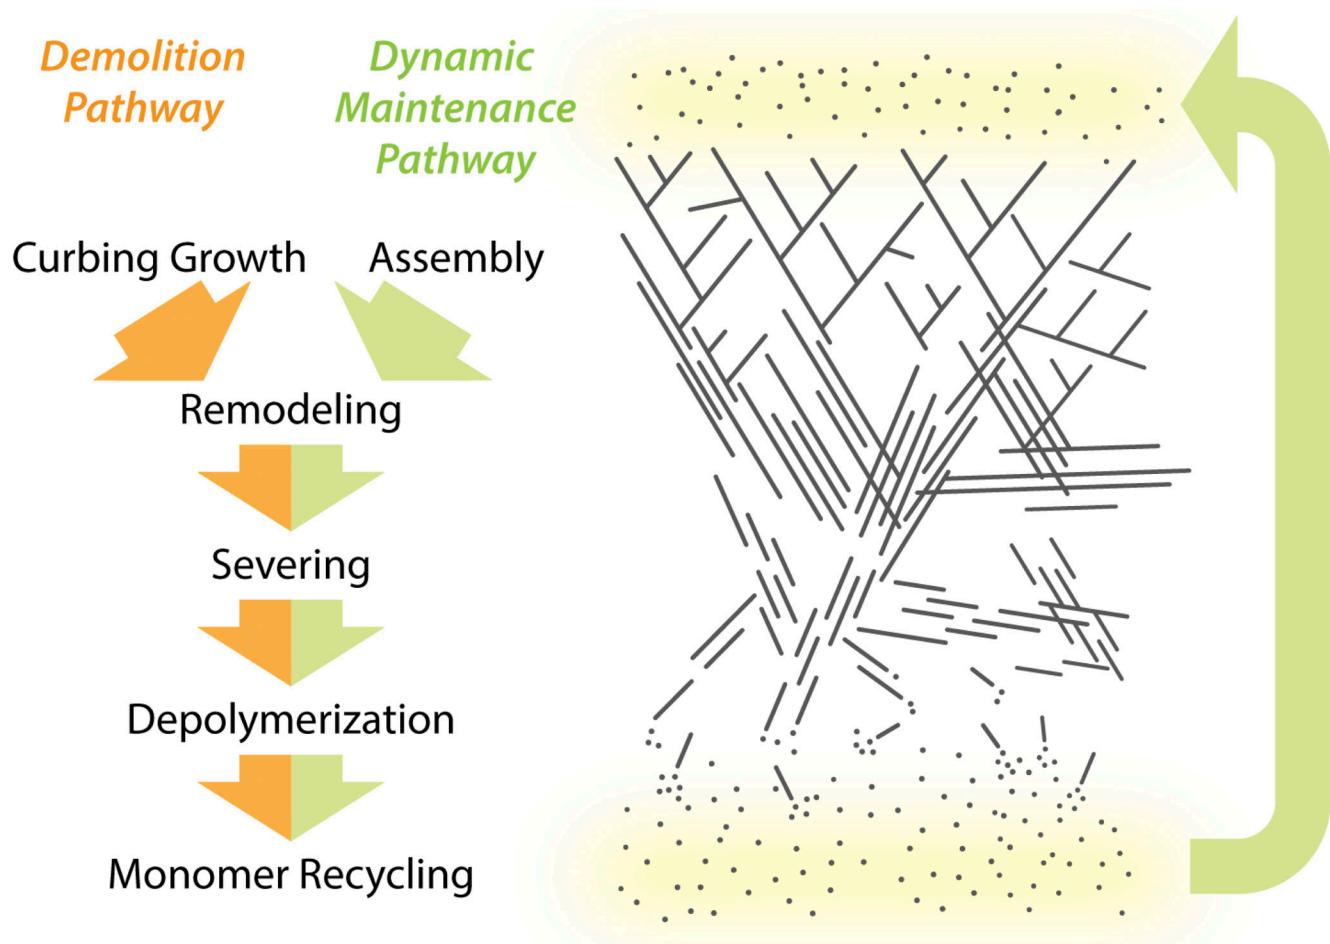 Demolition
Pathway
Dynamic
Maintenance
Pathway
Curbing Growth
Assembly
Remodeling
Severing
Depolymerization
Monomer Recycling